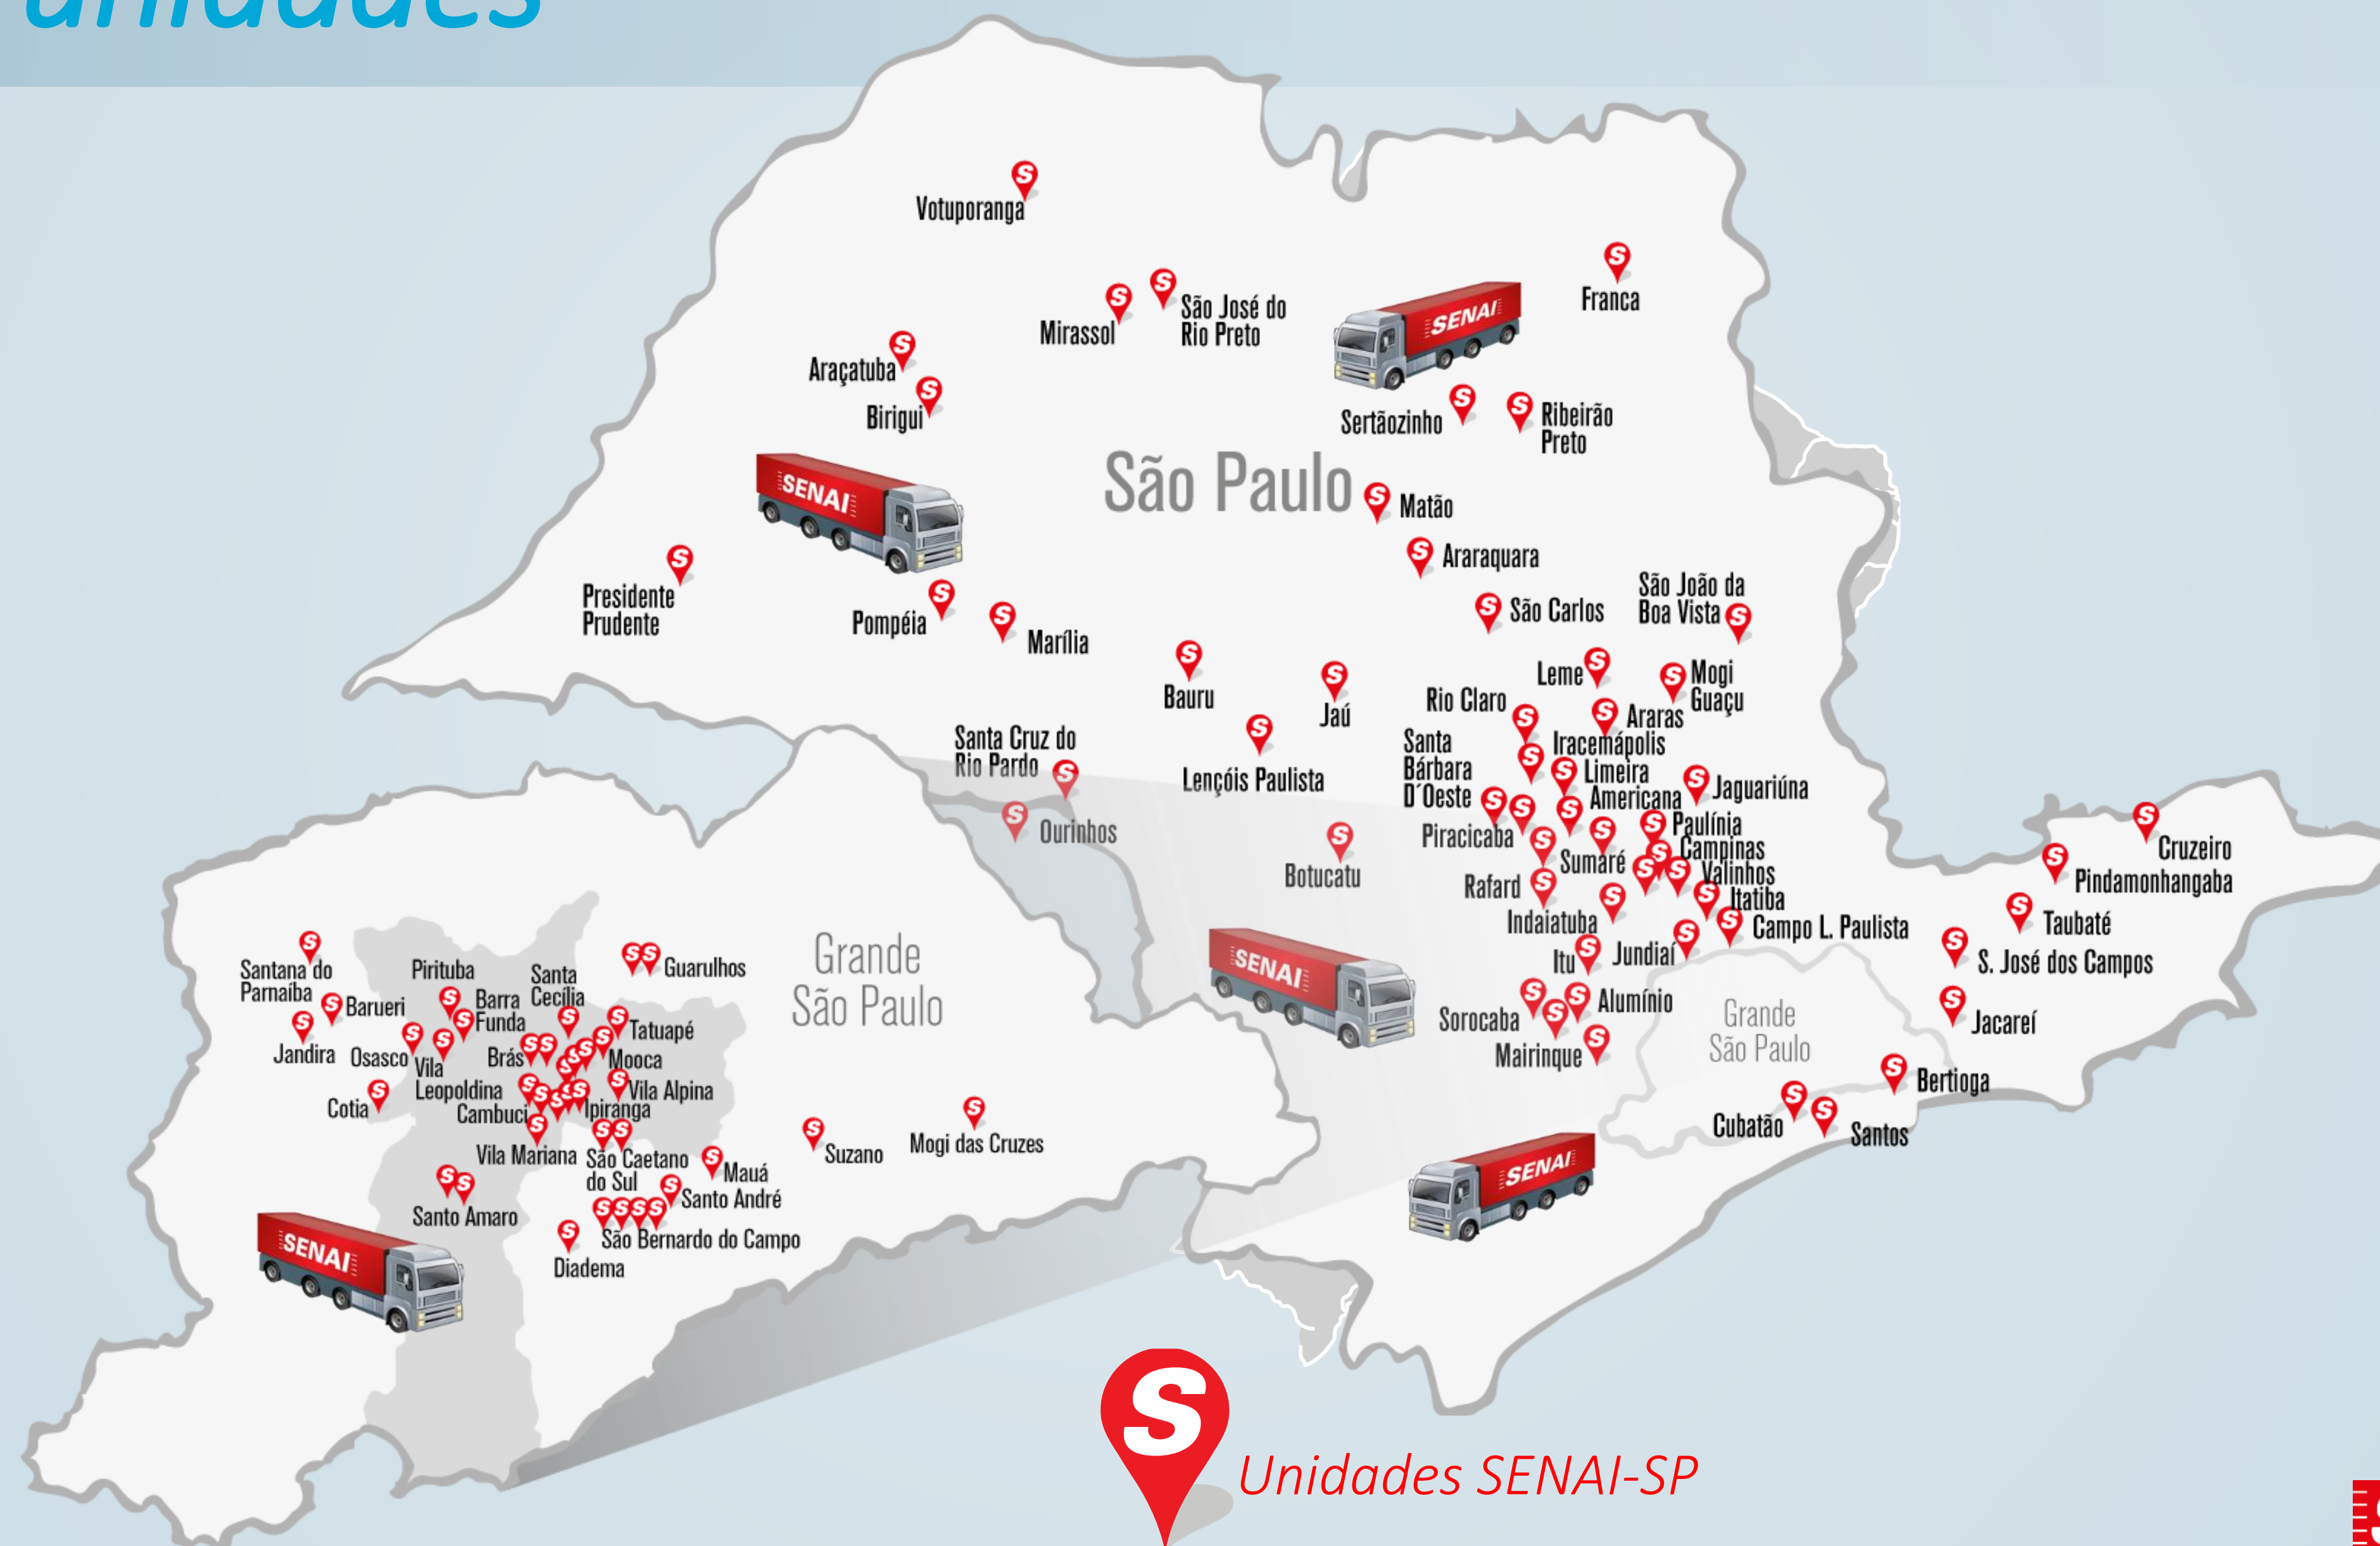 unidades
Votuporanga
Franca
São José do
Rio Preto
Mirassol
SENAI
Araçatuba
Birigui
Sertãozinho
Ribeirão
Preto
SENAI
São Paulo
Matão
Araraquara
Presidente
Prudente
Pompéia
Marília
São Carlos
São João da
Boa Vista
Leme
Mogi
Guaçu
Bauru
Jaú
Rio Claro
Araras
Santa Cruz do
Rio Pardo
Lençóis Paulista
Santa
Bárbara
D´Oeste
Iracemápolis
Limeira
Americana
Jaguariúna
Ourinhos
Botucatu
Piracicaba
Sumaré
Paulínia
Campinas
Valinhos
Itatiba
Rafard
Indaiatuba
Campo L. Paulista
Itu
Jundiaí
Cruzeiro
Pindamonhangaba
Taubaté
S. José dos Campos
Jacareí
SENAI
Sorocaba
Alumínio
Mairinque
Grande
São Paulo
Bertioga
Cubatão
Santos
SENAI
Grande
São Paulo
Santana do
Parnaíba
Barueri
Jandira
Osasco
Cotia
Pirituba
Barra
Funda
Santa
Cecília
Guarulhos
Tatuapé
Brás
Mooca
Vila
Leopoldina
Vila Alpina
Cambuci
Ipiranga
Vila Mariana
São Caetano
do Sul
Mauá
Santo André
Suzano
Mogi das Cruzes
Santo Amaro
São Bernardo do Campo
Diadema
SENAI
S
Unidades SENAI-SP